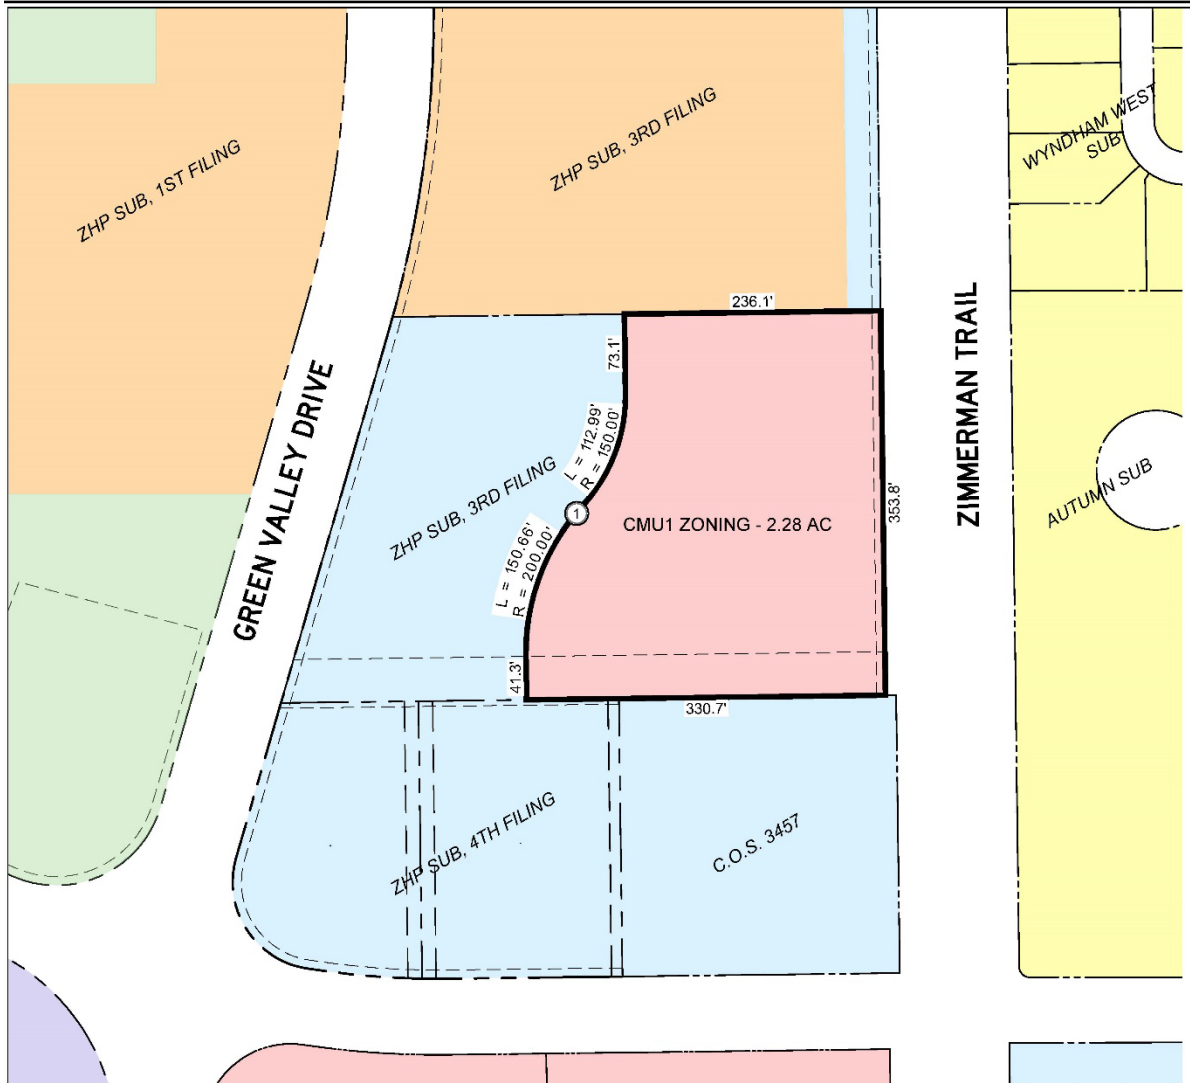 ZHP SUB, 1ST FILING
ZHP SUB, 3RD FILING
WYNDHAM WEST
SUB
236.1'
73.1'
GREEN VALLEY DRIVE
ZIMMERMAN TRAIL
L = 112.99'
R = 150.00'
ZHP SUB, 3RD FILING
1
CMU1 ZONING - 2.28 AC
353.8'
AUTUMN SUB
L = 150.66'
R = 200.00'
41.3'
330.7'
ZHP SUB, 4TH FILING
C.O.S. 3457